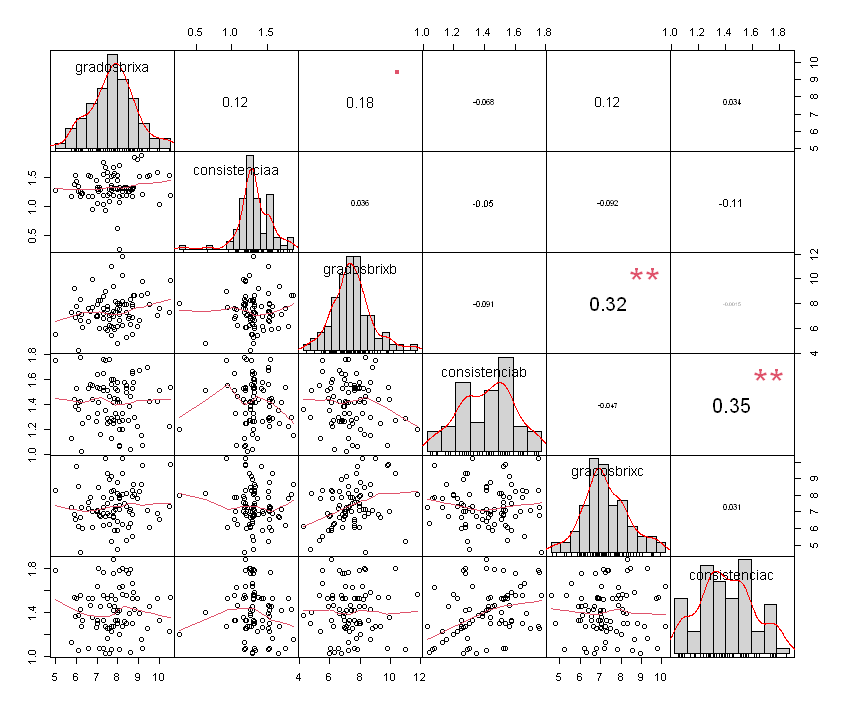 0.5 1.0 1.5 1.0 1.2 1.4 1.6 1.8 1.0 1.2 1.4 1.6 1.8
gradosbrixa 0.12 0.18 . -0.068 0.12 0.034 5 6 7 8 9 10
0.5 1.0 1.5 consistenciaa 0.036 -0.05 -0.092 -0.11
gradosbrixb -0.091 0.32 ** -0.0015 4 6 8 10 12
1.0 1.2 1.4 1.6 1.8 consistenciab -0.047 0.35 **
gradosbrixc 0.031 5 6 7 8 9
1.0 1.4 1.8 consistenciac
5 6 7 8 9 10 4 6 8 10 12 5 6 7 8 9 10